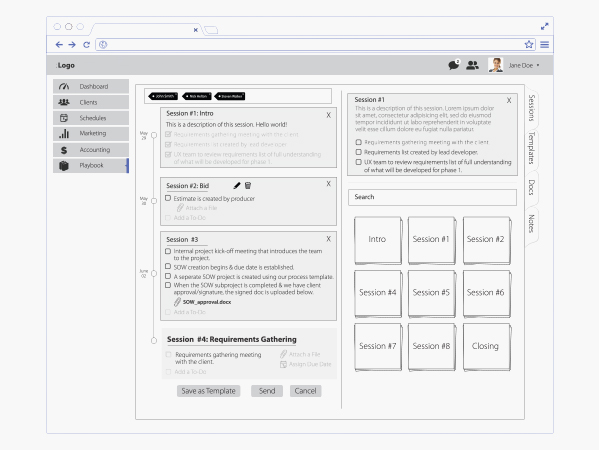 Logo
Jane Doe
Dashboard
Clients
Schedules
Marketing
Accounting
Playbook
John Smith
Nick Helton
Steven Platter
May
29
Session #1: Intro
X
This is a description of this session. Hello world!
Requirements gathering meeting with the client
Requirements list created by lead developer
UX team to review requirements list of full understanding
of what will be developed for phase 1.
May
30
Session #2: Bid
X
Estimate is created by producer
Attach a File
Add a To-Do
June
02
Session #3
X
Internal project kick-off meeting that introduces the team
to the project.
SOW creation begins & due date is established.
A seperate SOW project is created using our process template.
When the SOW subproject is completed & we have client
approval/signature, the signed doc is uploaded below.
SOW_approval.docx
Add a To-Do
Session #4: Requirements Gathering
Requirements gathering meeting
with the client.
Attach a File
Assign Due Date
Add a To-Do
Save as Template
Send
Cancel
Session #1
X
This is a description of this session. Lorem ipsum dolor
sit amet, consectetur adipisicing elit, sed do eiusmod
tempor incididunt ut labo reprehenderit in voluptate
velit esse cillum dolore eu fugiat nulla pariatur.
Requirements gathering meeting with the client
Requirements list created by lead developer.
UX team to review requirements list of full understanding
of what will be developed for phase 1.
Sessions
Templates
Docs
Notes
Search
Intro
Session #1
Session #2
Session #4
Session #5
Session #6
Session #7
Session #8
Closing